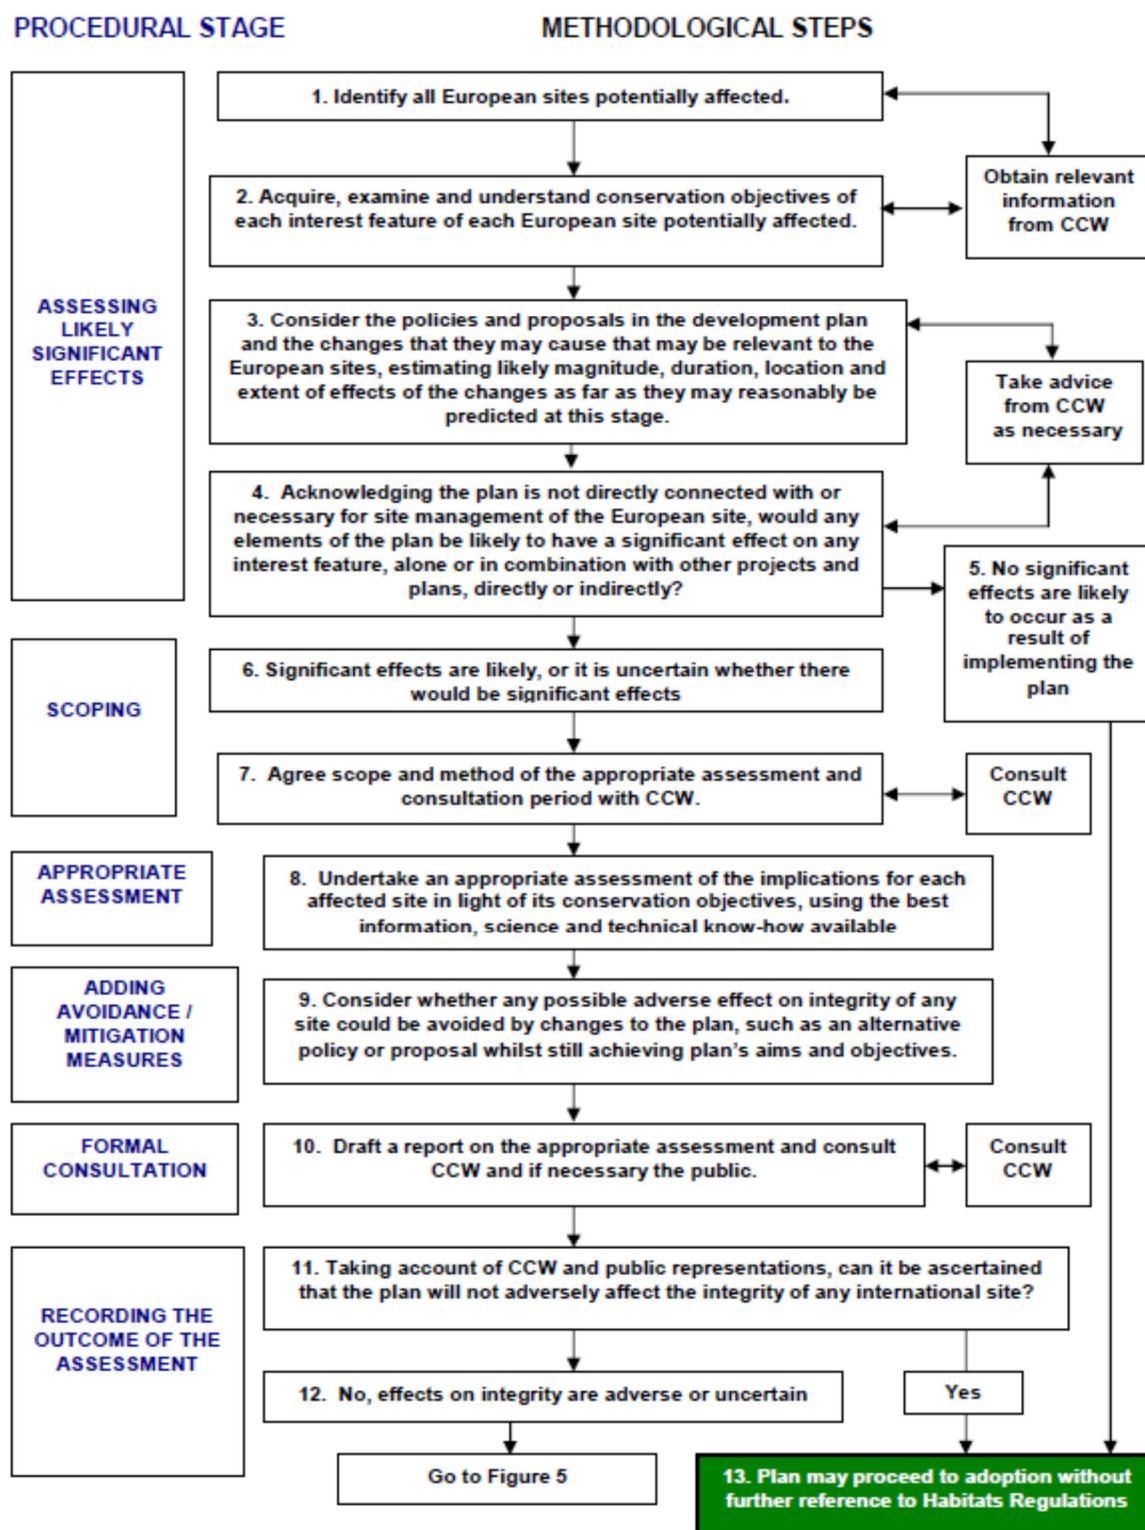 PROCEDURAL STAGE
METHODOLOGICAL STEPS
1. Identify all European sites potentially affected.
Obtain relevant
information
from CCW
2. Acquire, examine and understand conservation objectives of
each interest feature of each European site potentially affected.
ASSESSING
LIKELY
SIGNIFICANT
EFFECTS
3. Consider the policies and proposals in the development plan
and the changes that they may cause that may be relevant to the
European sites, estimating likely magnitude, duration, location and
extent of effects of the changes as far as they may reasonably be
predicted at this stage.
Take advice
from CCW
as necessary
4. Acknowledging the plan is not directly connected with or
necessary for site management of the European site, would any
elements of the plan be likely to have a significant effect on any
interest feature, alone or in combination with other projects and
plans, directly or indirectly?
5. No significant
effects are likely
to occur as a
result of
implementing the
plan
SCOPING
6. Significant effects are likely, or it is uncertain whether there
would be significant effects
7. Agree scope and method of the appropriate assessment and
consultation period with CCW.
Consult
CCW
APPROPRIATE
ASSESSMENT
8. Undertake an appropriate assessment of the implications for each
affected site in light of its conservation objectives, using the best
information, science and technical know-how available
ADDING
AVOIDANCE /
MITIGATION
MEASURES
9. Consider whether any possible adverse effect on integrity of any
site could be avoided by changes to the plan, such as an alternative
policy or proposal whilst still achieving plan's aims and objectives.
FORMAL
CONSULTATION
10. Draft a report on the appropriate assessment and consult
CCW and if necessary the public.
Consult
CCW
RECORDING THE
OUTCOME OF THE
ASSESSMENT
11. Taking account of CCW and public representations, can it be ascertained
that the plan will not adversely affect the integrity of any international site?
12. No, effects on integrity are adverse or uncertain
Yes
Go to Figure 5
13. Plan may proceed to adoption without
further reference to Habitats Regulations